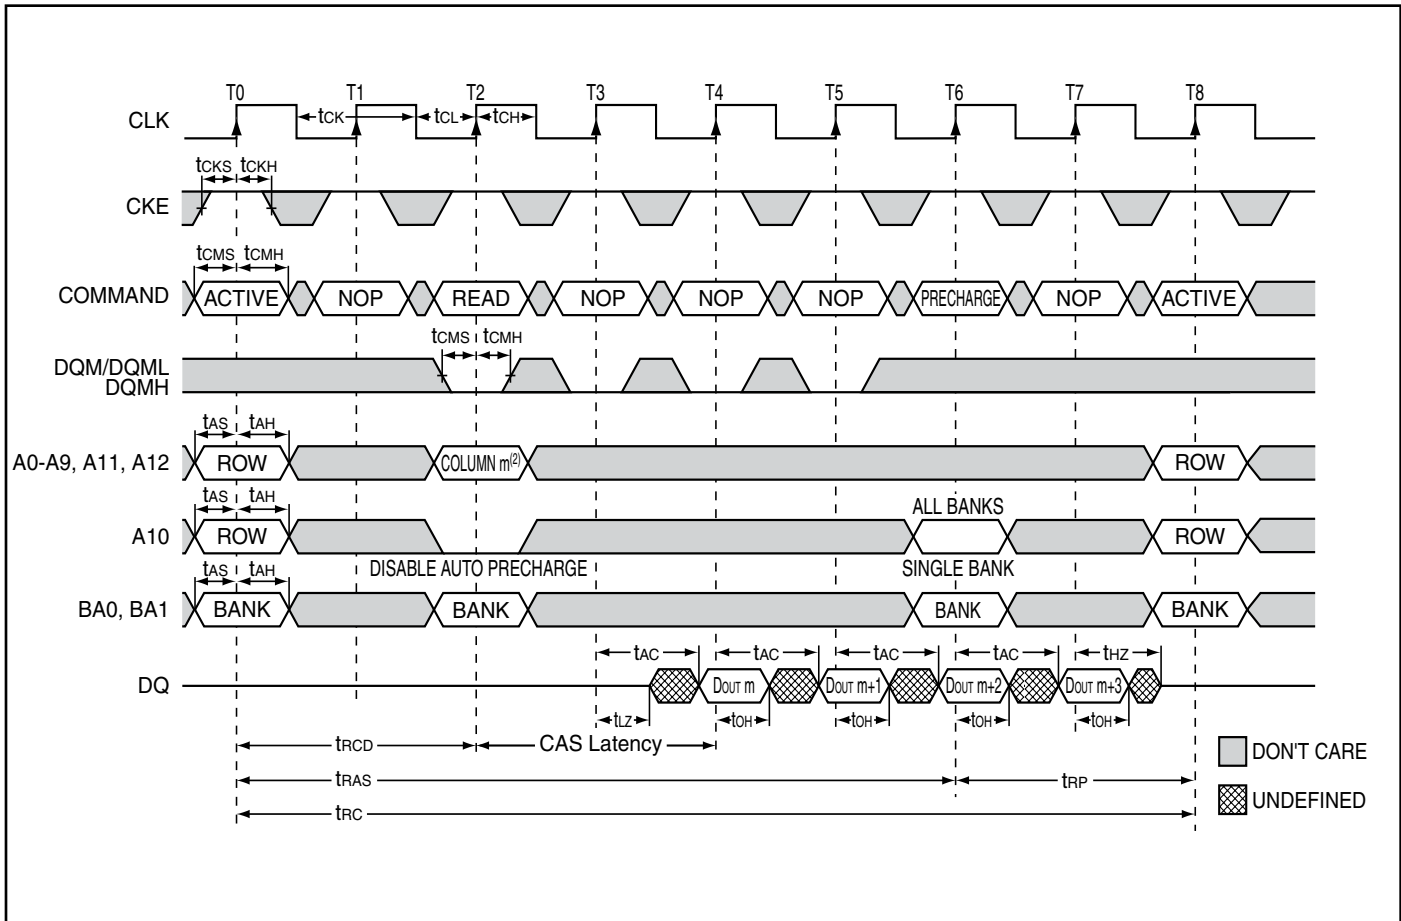 T0 T1 T2 T3 T4 T5 T6 T7 T8
CLK tCK tCL tCH
tCKS tCKH
CKE
tCMS tCMH
COMMAND ACTIVE NOP READ NOP NOP NOP PRECHARGE NOP ACTIVE
tCMS tCMH
DQM/DQML
DQMH
tAS tAH
A0-A9, A11, A12 ROW COLUMN m(2) ROW
tAS tAH ALL BANKS
A10 ROW ROW
DISABLE AUTO PRECHARGE SINGLE BANK
tAS tAH
BA0, BA1 BANK BANK BANK BANK
tAC tAC tAC tAC tHZ
DQ DOUT m DOUT m+1 DOUT m+2 DOUT m+3
tLZ tOH tOH tOH tOH
tRCD CAS Latency
DON'T CARE
tRAS tRP
UNDEFINED
tRC